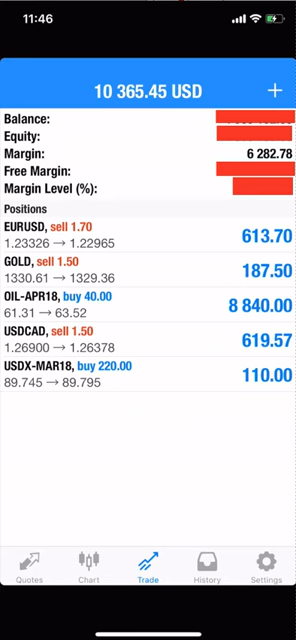 11:46
10 365.45 USD +
Balance:
Equity:
Margin: 6 282.78
Free Margin:
Margin Level (%):
Positions
EURUSD, sell 1.70 613.70
1.23326 → 1.22965
GOLD, sell 1.50 187.50
1330.61 → 1329.36
OIL-APR18, buy 40.00 8 840.00
61.31 → 63.52
USDCAD, sell 1.50 619.57
1.26900 → 1.26378
USDX-MAR18, buy 220.00 110.00
89.745 → 89.795
Quotes Chart Trade History Settings